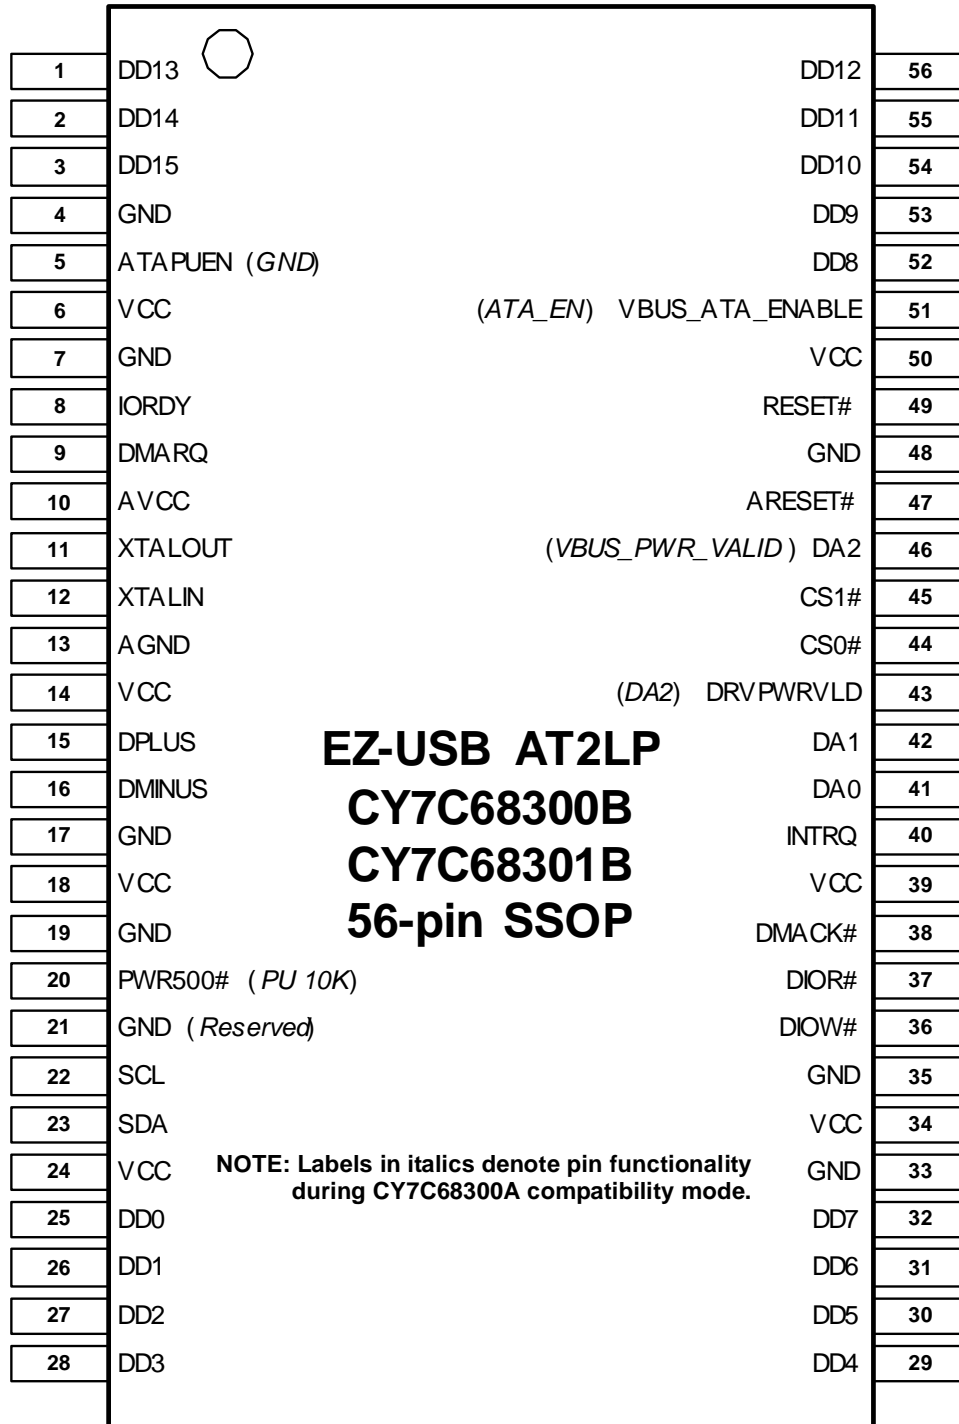 1 DD13 DD12 56
2 DD14 DD11 55
3 DD15 DD10 54
4 GND DD9 53
5 ATAPUEN (GND) DD8 52
6 VCC (ATA_EN) VBUS_ATA_ENABLE 51
7 GND VCC 50
8 IORDY RESET# 49
9 DMARQ GND 48
10 AVCC ARESET# 47
11 XTALOUT (VBUS_PWR_VALID) DA2 46
12 XTALIN CS1# 45
13 AGND CS0# 44
14 VCC (DA2) DRVPWRVLD 43
15 DPLUS DA1 42
16 DMINUS DA0 41
17 GND INTRQ 40
18 VCC VCC 39
19 GND DMACK# 38
20 PWR500# (PU 10K) DIOR# 37
21 GND (Reserved) DIOW# 36
22 SCL GND 35
23 SDA VCC 34
24 VCC GND 33
25 DD0 DD7 32
26 DD1 DD6 31
27 DD2 DD5 30
28 DD3 DD4 29
EZ-USB AT2LP
CY7C68300B
CY7C68301B
56-pin SSOP
NOTE: Labels in italics denote pin functionality
during CY7C68300A compatibility mode.